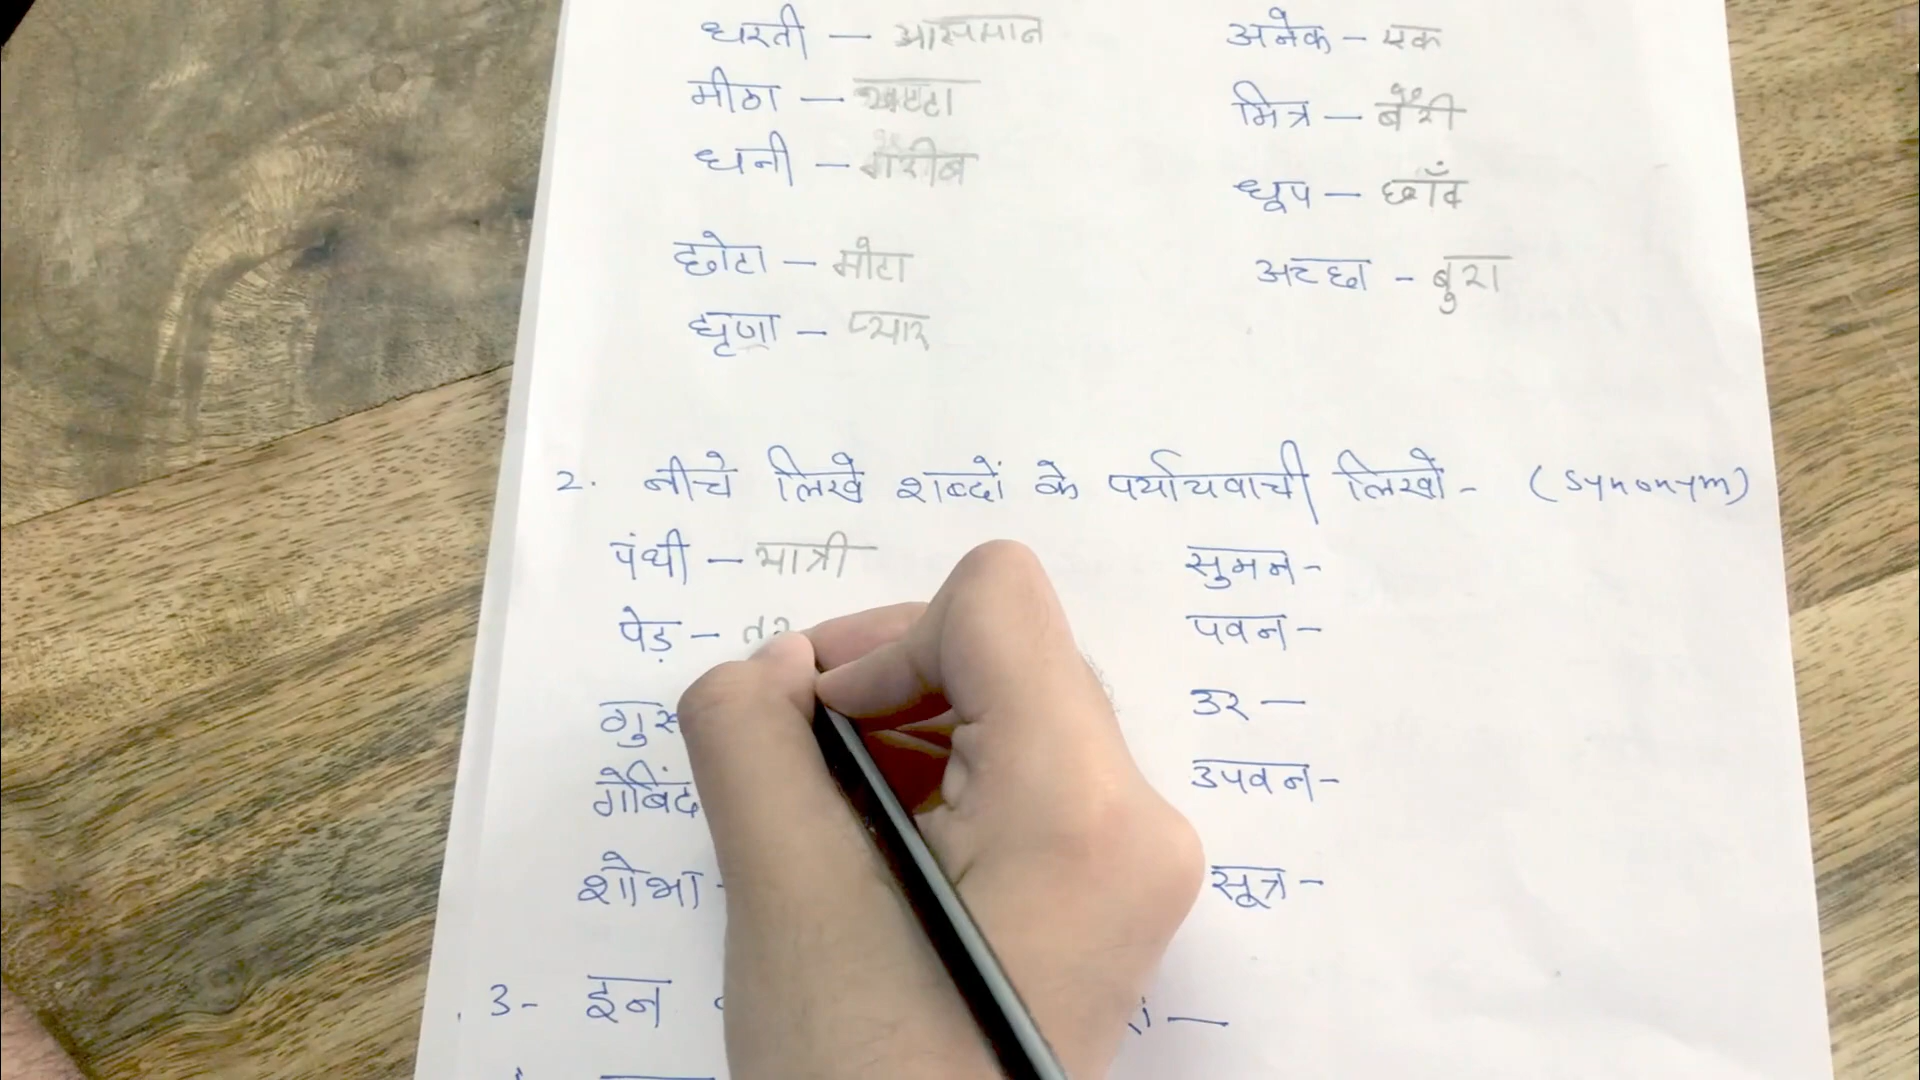 धरती — आसमान अनेक - एक
मीठा — खट्टा मित्र — बैरी
धनी — गरीब धूप — छाँव
छोटा — मोटा अच्छा - बुरा
घृणा — प्यार
2. नीचे लिखे शब्दों के पर्यायवाची लिखो - (Synonym)
पंथी — यात्री सुमन -
पेड़ — तरु पवन -
गुरु उर —
गोबिंद उपवन -
शोभा - सूत्र -
3- इन